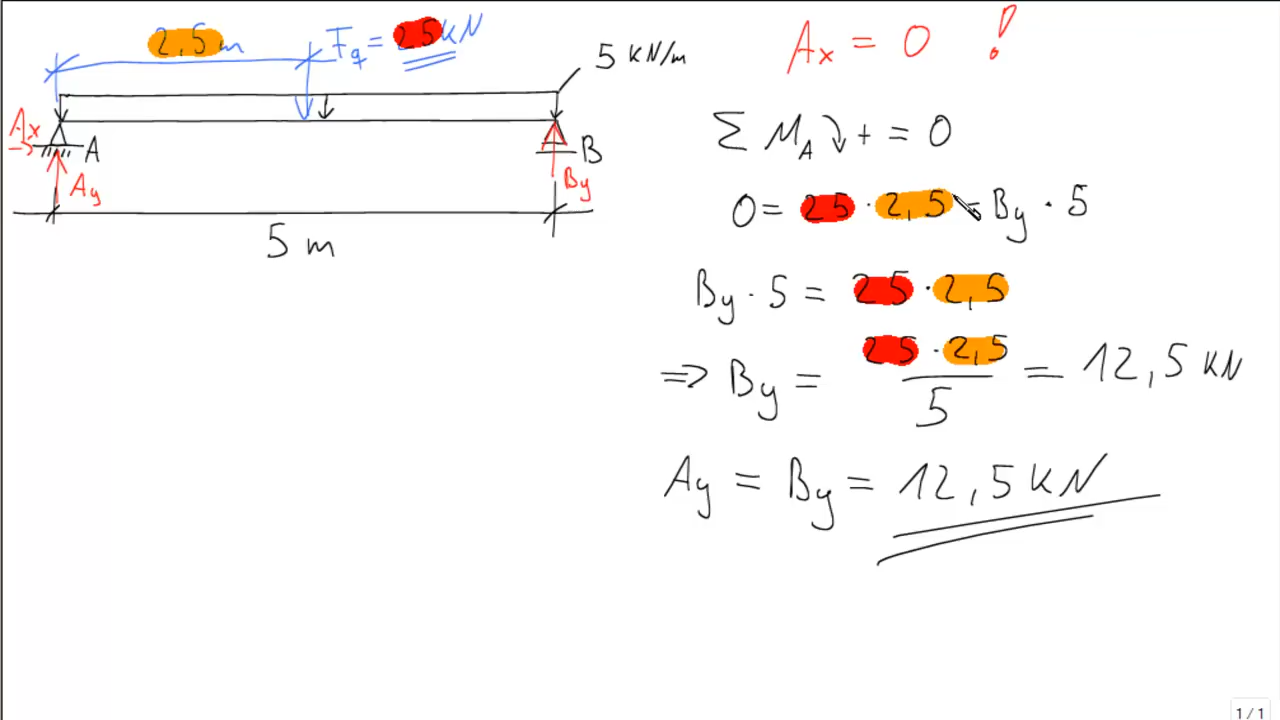 2,5 m
Fq = 25 kN
5 KN/m
Ax
A
Ay
B
By
5 m
Ax = 0 !
Σ MA + = 0
0 = 25 · 2,5 - By · 5
By · 5 = 25 · 2,5
=> By = 25 · 2,5 / 5 = 12,5 KN
Ay = By = 12,5 KN
1/1